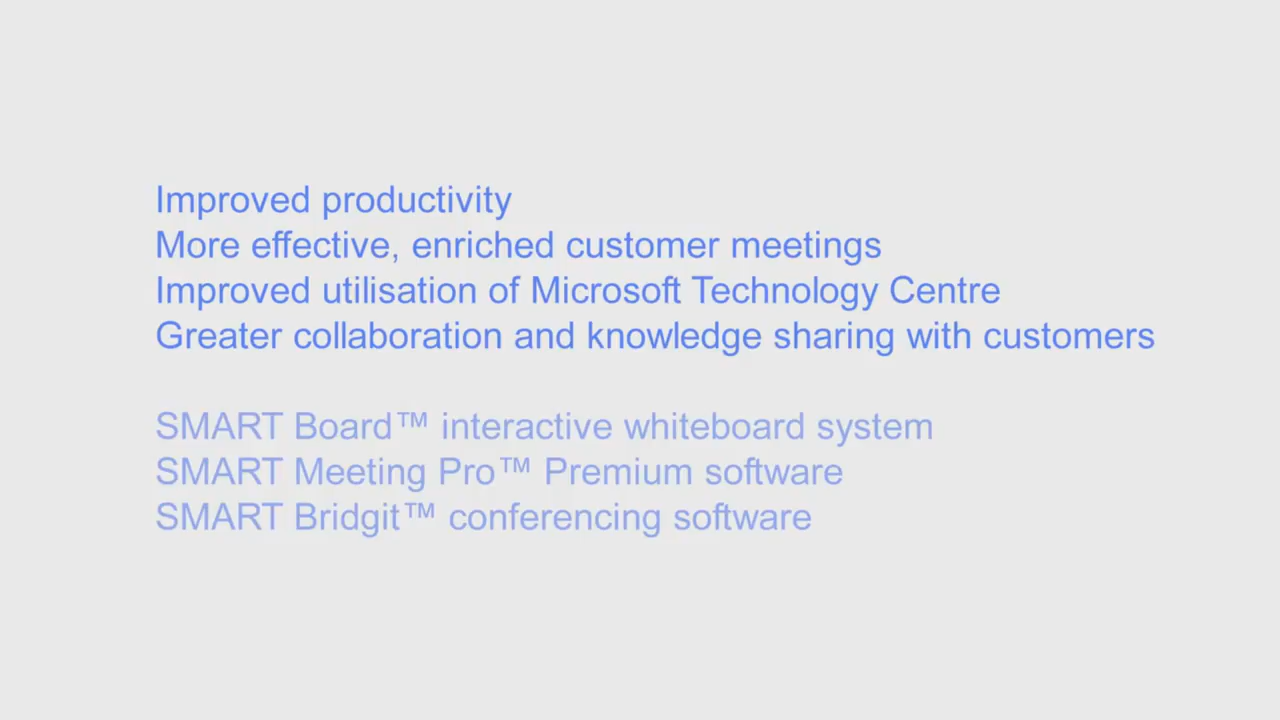 Improved productivity
More effective, enriched customer meetings
Improved utilisation of Microsoft Technology Centre
Greater collaboration and knowledge sharing with customers
SMART Board™ interactive whiteboard system
SMART Meeting Pro™ Premium software
SMART Bridgit™ conferencing software